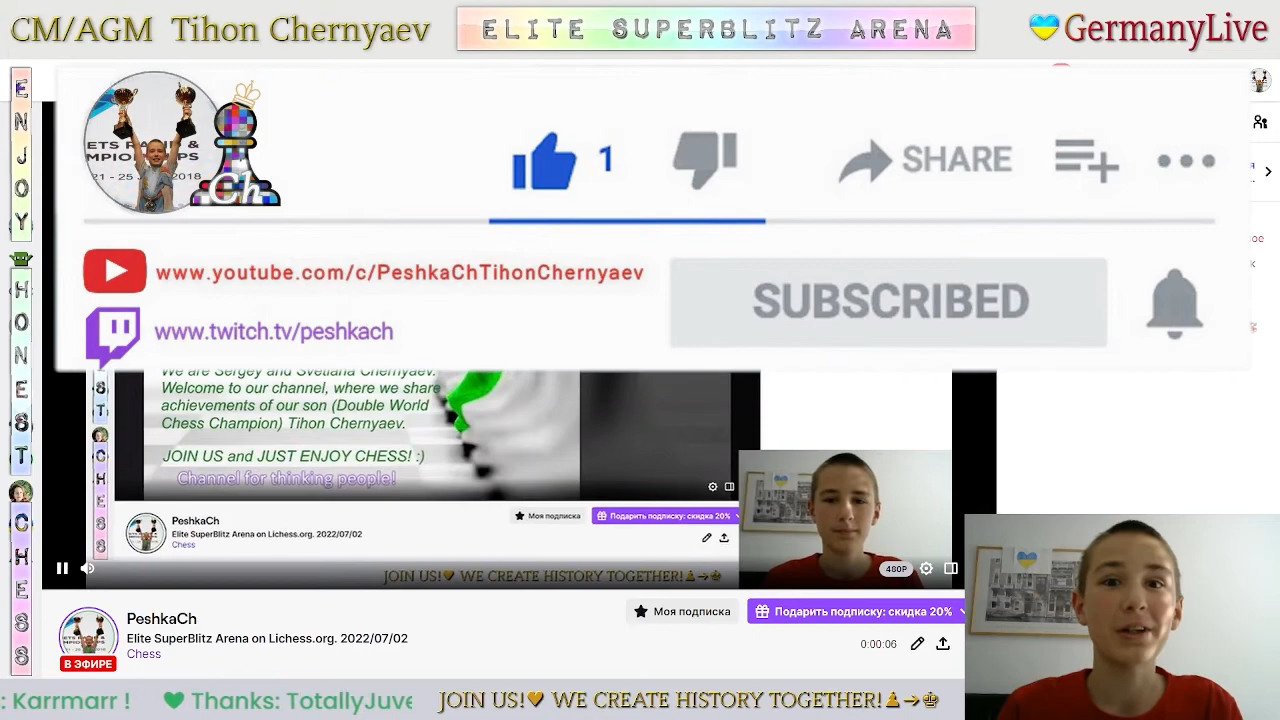 CM/AGM Tihon Chernyaev
ELITE SUPERBLITZ ARENA
GermanyLive
ENJOY
HONEST
CHESS
21 - 25
2018
Ch
1
SHARE
www.youtube.com/c/PeshkaChTihonChernyaev
SUBSCRIBED
www.twitch.tv/peshkach
We are Sergey and Svetlana Chernyaev.
Welcome to our channel, where we share
achievements of our son (Double World
Chess Champion) Tihon Chernyaev.
JOIN US and JUST ENJOY CHESS! :)
Channel for thinking people!
PeshkaCh
Elite SuperBlitz Arena on Lichess.org. 2022/07/02
Chess
Моя подписка
Подарить подписку: скидка 20%
JOIN US! WE CREATE HISTORY TOGETHER!
480P
PeshkaCh
Elite SuperBlitz Arena on Lichess.org. 2022/07/02
Chess
В ЭФИРЕ
Моя подписка
Подарить подписку: скидка 20%
0:00:06
: Karrmarr ! Thanks: TotallyJuve
JOIN US! WE CREATE HISTORY TOGETHER!